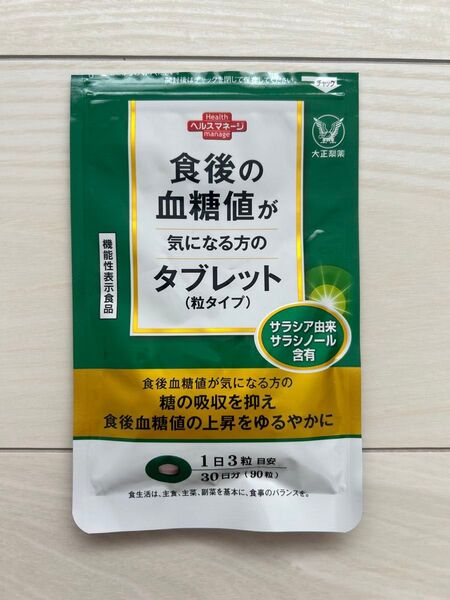 開封後はチャックを閉じて保管してください。
チャック
Health
ヘルスマネージ
manage
大正製薬
食後の
血糖値が
気になる方の
タブレット
(粒タイプ)
機能性表示食品
サラシア由来
サラシノール
含有
食後血糖値が気になる方の
糖の吸収を抑え
食後血糖値の上昇をゆるやかに
1日3粒 目安
30日分(90粒)
食生活は、主食、主菜、副菜を基本に、食事のバランスを。